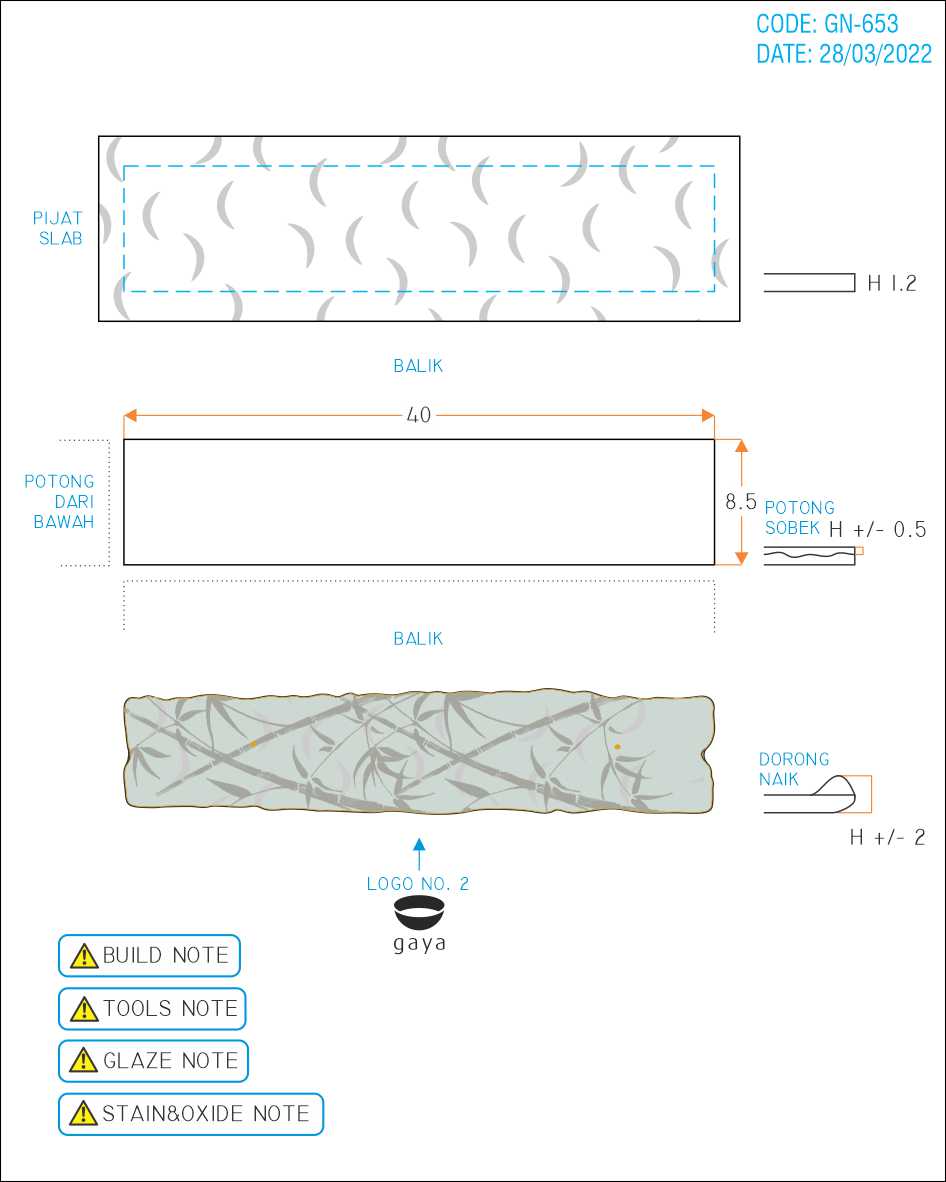 CODE: GN-653
DATE: 28/03/2022
PIJAT
SLAB
H 1.2
BALIK
40
POTONG
DARI
BAWAH
8.5
POTONG
SOBEK
H +/- 0.5
BALIK
DORONG
NAIK
H +/- 2
LOGO NO. 2
gaya
BUILD NOTE
TOOLS NOTE
GLAZE NOTE
STAIN&OXIDE NOTE